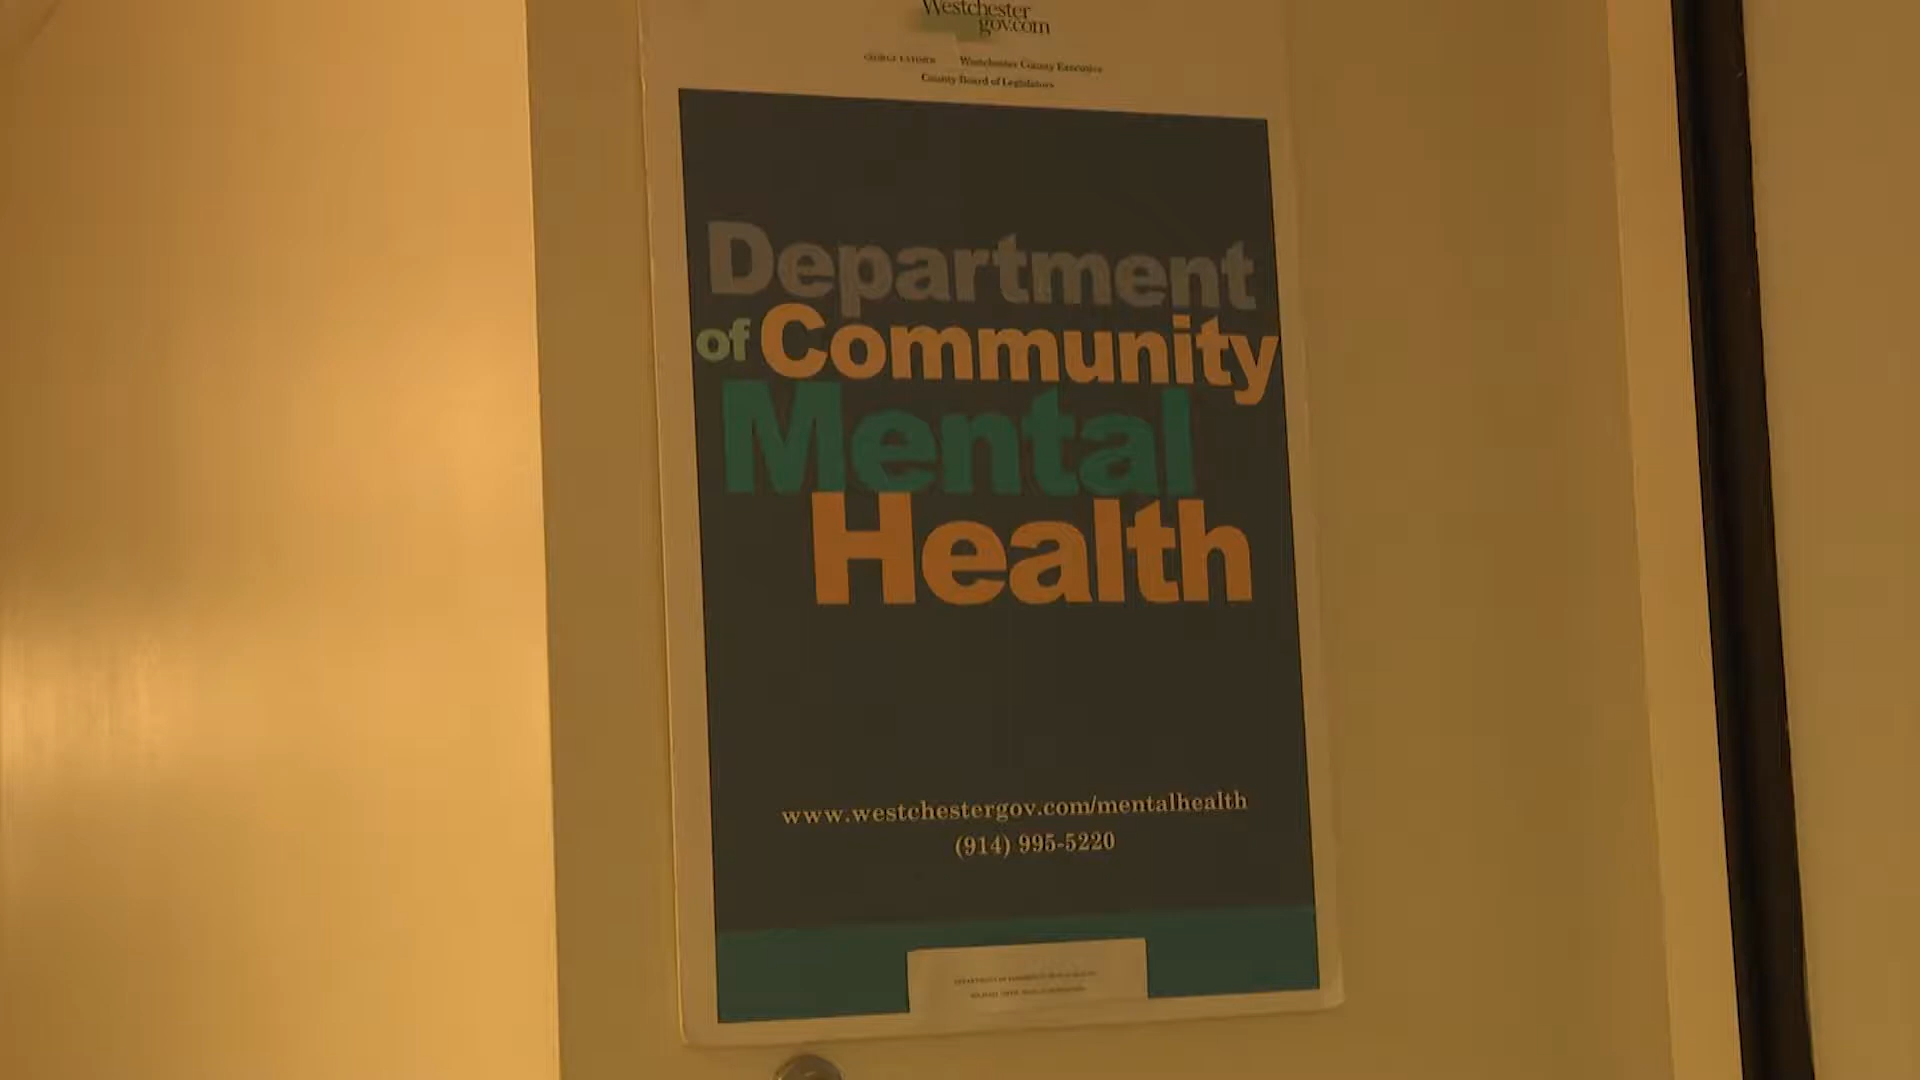 Westchester
gov.com
Westchester County Executive
County Board of Legislators
Department
of Community
Mental
Health
www.westchestergov.com/mentalhealth
(914) 995-5220